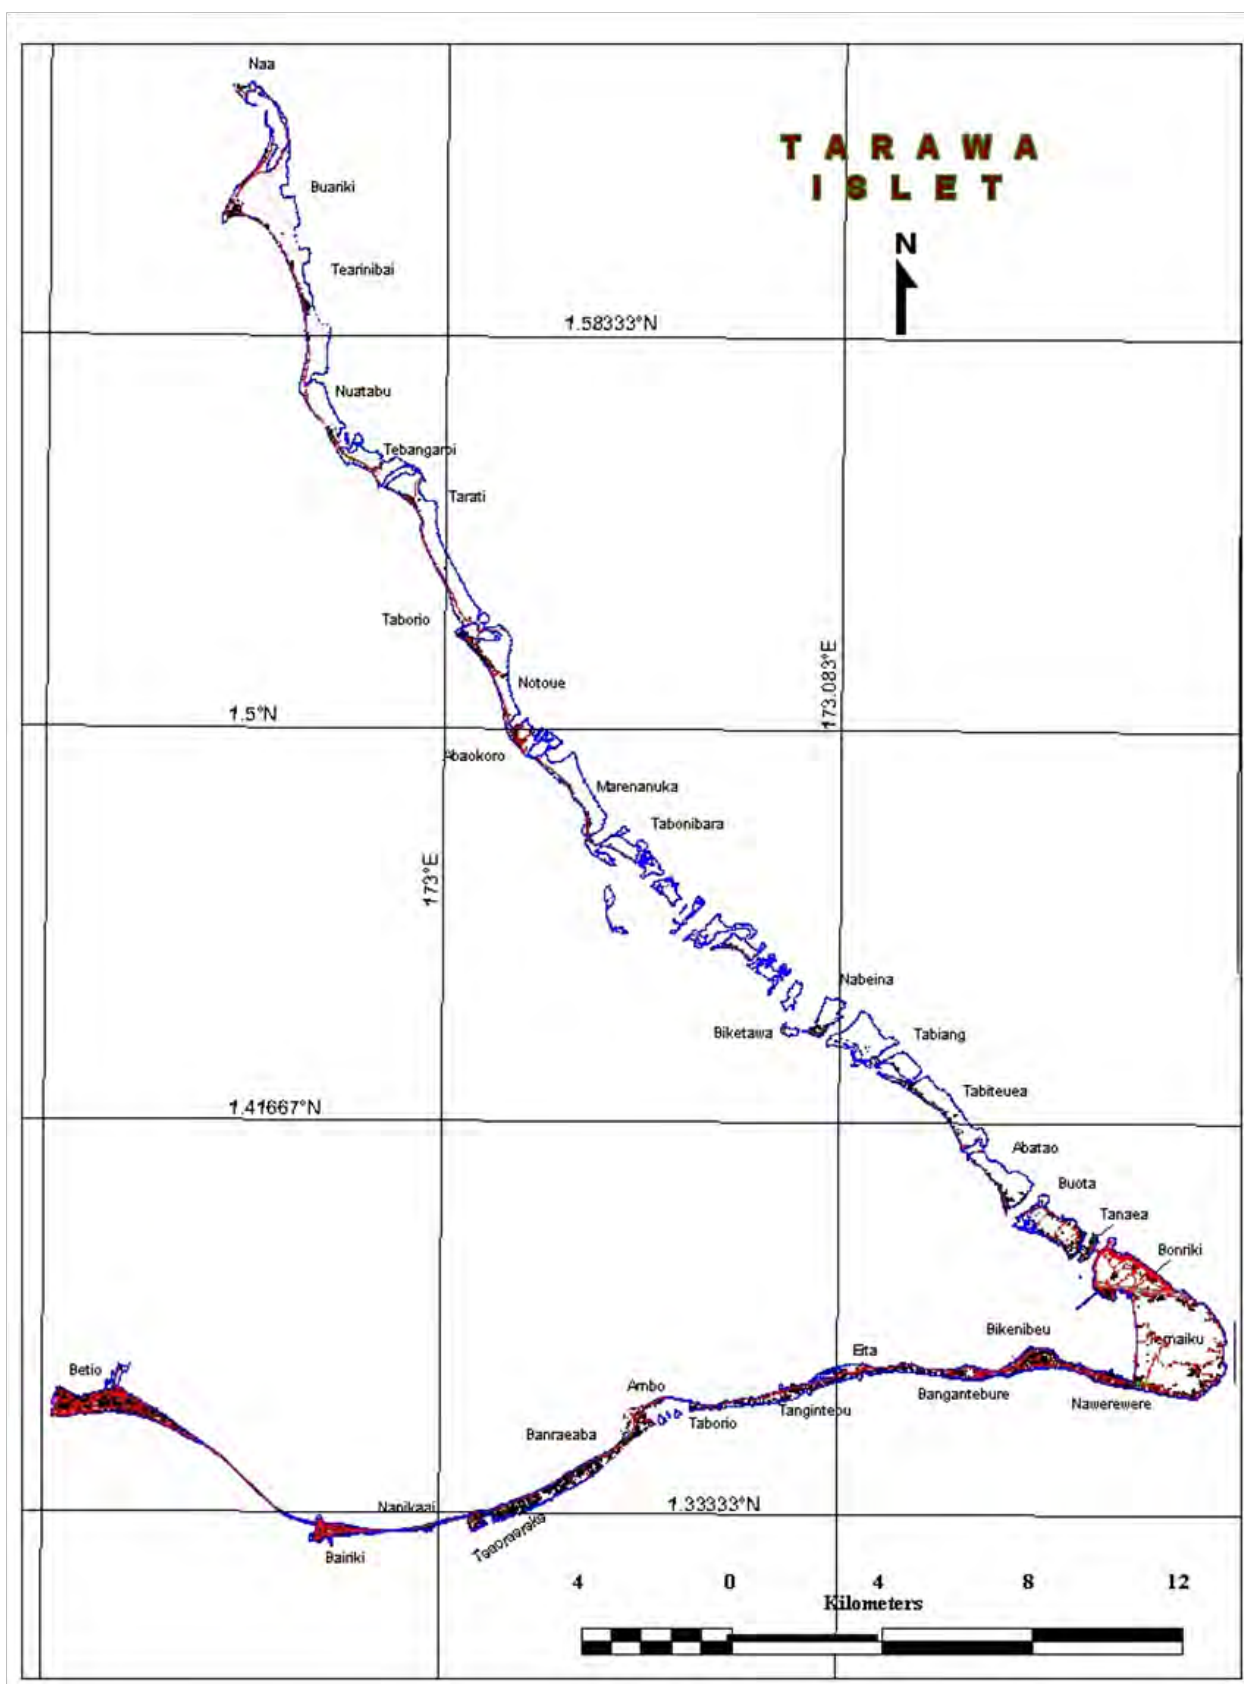 Naa
TARAWA
ISLET
Buariki
N
Tearinibai
1.58333°N
Nuatabu
Tebangaroi
Tarati
Taborio
173.083°E
Notoue
1.5°N
Abaokoro
Marenanuka
Tabonibara
173°E
Nabeina
Biketawa
Tabiang
Tabiteuea
1.41667°N
Abatao
Buota
Tanaea
Bonriki
Bikenibeu
Temaiku
Eita
Betio
Ambo
Bangantebure
Nawerewere
Taborio
Tangintebu
Banraeaba
Nanikaai
1.33333°N
Teaoraereke
Bairiki
4 0 4 8 12
Kilometers